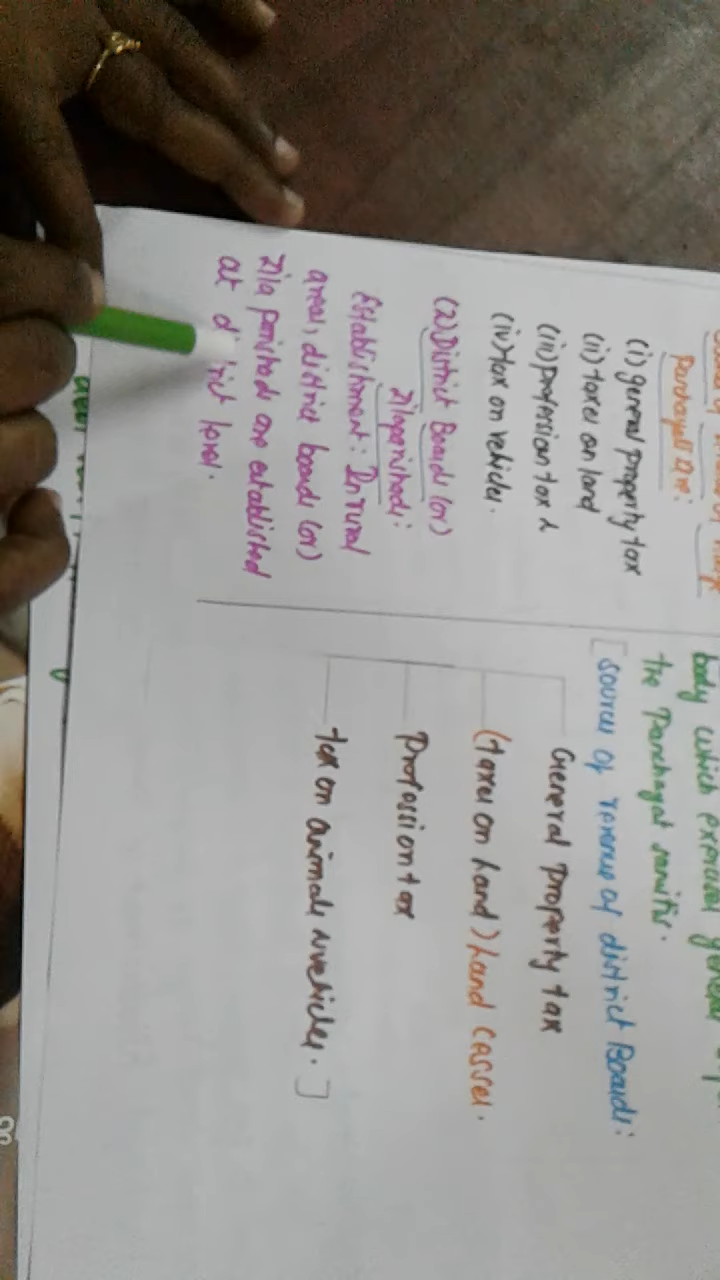 Panchayats are:
(i) general property tax
(ii) taxes on land
(iii) profession tax &
(iv) tax on vehicles.
(2) District Boards (or)
Zilaparishads:
Establishment: In rural
areas, district boards (or)
zila parishads are established
at district level.
body which exercises general
the Panchayat samitis.
[sources of revenue of district Boards:
General Property tax
(taxes on land) Land cesses.
Profession tax
tax on animals & vehicles.]